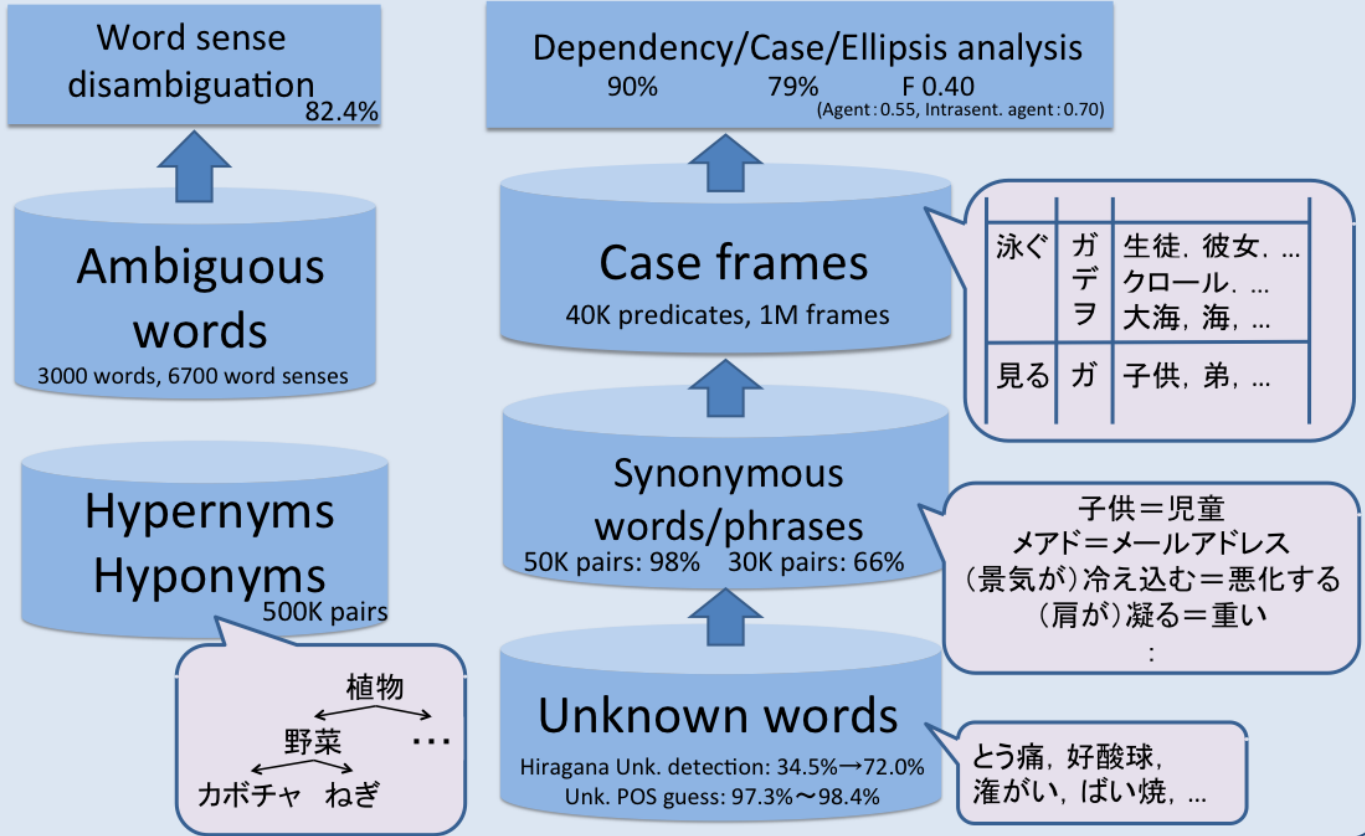 Word sense
disambiguation
82.4%
Dependency/Case/Ellipsis analysis
90% 79% F 0.40
(Agent：0.55, Intrasent. agent：0.70)
Ambiguous
words
3000 words, 6700 word senses
Case frames
40K predicates, 1M frames
泳ぐ ガ 生徒, 彼女, ...
デ クロール, ...
ヲ 大海, 海, ...
見る ガ 子供, 弟, ...
Hypernyms
Hyponyms
500K pairs
植物
野菜 ･･･
カボチャ ねぎ
Synonymous
words/phrases
50K pairs: 98% 30K pairs: 66%
子供＝児童
メアド＝メールアドレス
(景気が)冷え込む＝悪化する
(肩が)凝る＝重い
:
Unknown words
Hiragana Unk. detection: 34.5%→72.0%
Unk. POS guess: 97.3%～98.4%
とう痛, 好酸球,
潅がい, ばい焼, ...